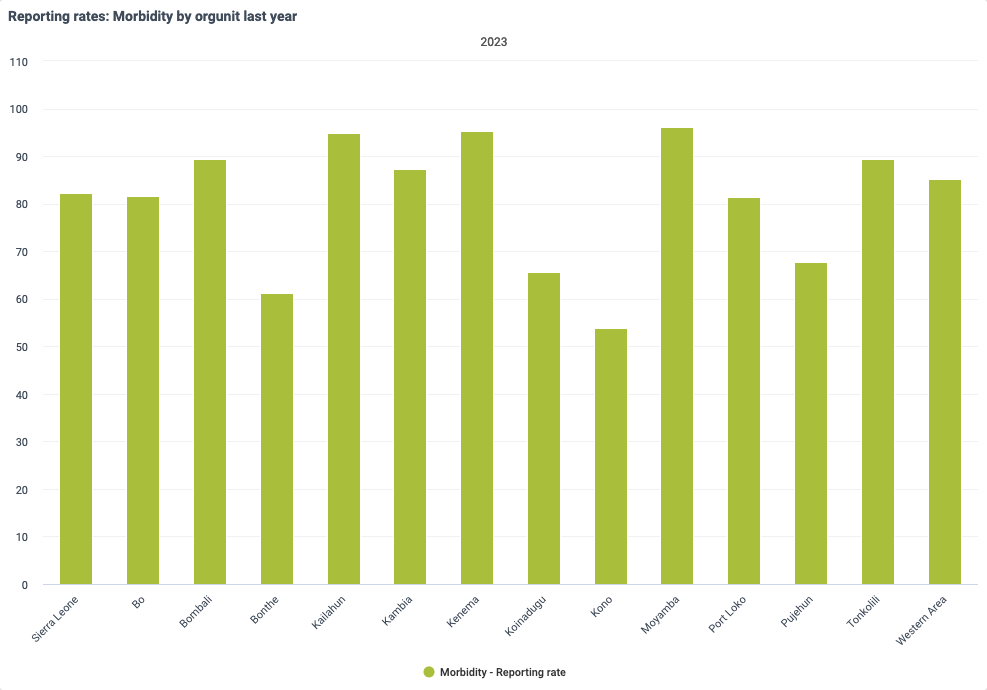 Reporting rates: Morbidity by orgunit last year
2023
110
100
90
80
70
60
50
40
30
20
10
0
Sierra Leone
Bo
Bombali
Bonthe
Kailahun
Kambia
Kenema
Koinadugu
Kono
Moyamba
Port Loko
Pujehun
Tonkolili
Western Area
Morbidity - Reporting rate